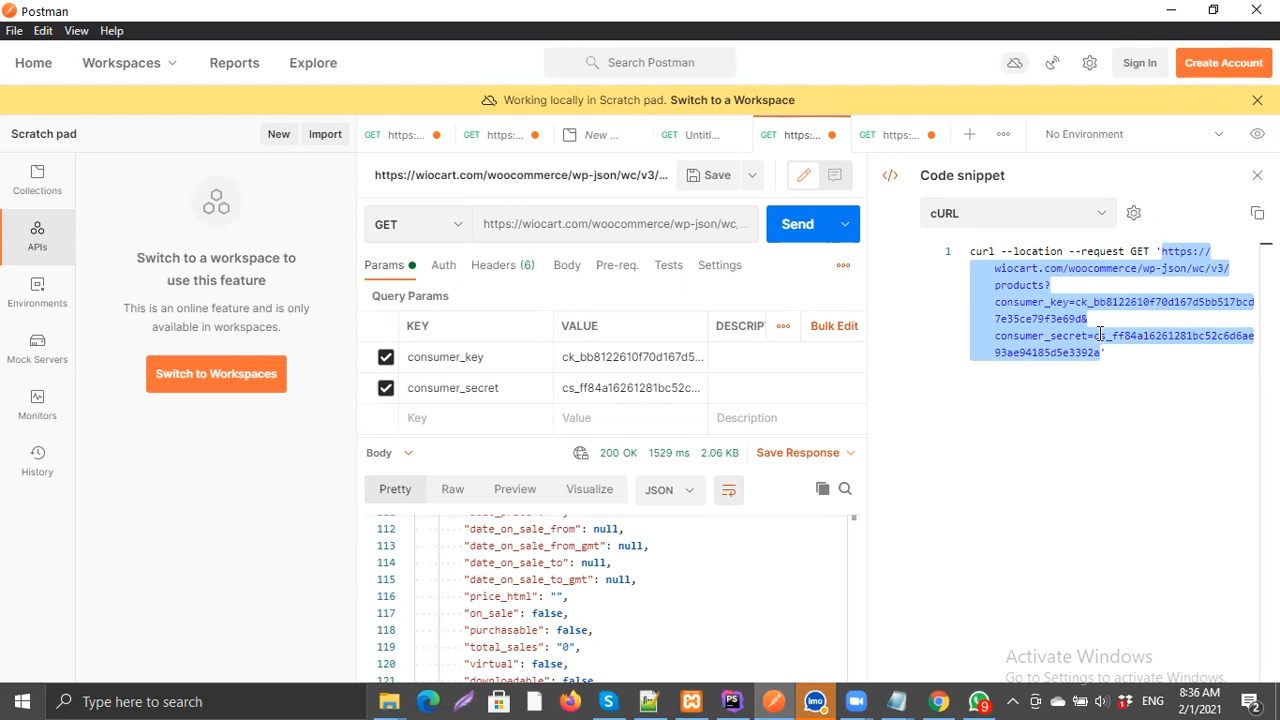 Postman
File Edit View Help
Home Workspaces Reports Explore Search Postman Sign In Create Account
Working locally in Scratch pad. Switch to a Workspace
Scratch pad New Import GET https:... GET https:... New ... GET Untitl... GET https:... GET https:... No Environment
Collections
APIs
Environments
Mock Servers
Monitors
History
Switch to a workspace to
use this feature
This is an online feature and is only
available in workspaces.
Switch to Workspaces
https://wiocart.com/woocommerce/wp-json/wc/v3/... Save
GET https://wiocart.com/woocommerce/wp-json/wc,... Send
Params Auth Headers (6) Body Pre-req. Tests Settings
Query Params
KEY VALUE DESCRIP Bulk Edit
consumer_key ck_bb8122610f70d167d5...
consumer_secret cs_ff84a16261281bc52c...
Key Value Description
Body 200 OK 1529 ms 2.06 KB Save Response
Pretty Raw Preview Visualize JSON
112 "date_on_sale_from": null,
113 "date_on_sale_from_gmt": null,
114 "date_on_sale_to": null,
115 "date_on_sale_to_gmt": null,
116 "price_html": "",
117 "on_sale": false,
118 "purchasable": false,
119 "total_sales": "0",
120 "virtual": false,
121 "downloadable": false,
Code snippet
cURL
1 curl --location --request GET 'https://
wiocart.com/woocommerce/wp-json/wc/v3/
products?
consumer_key=ck_bb8122610f70d167d5bb517bcd
7e35ce79f3e69d&
consumer_secret=cs_ff84a16261281bc52c6d6ae
93ae94185d5e3392a'
Activate Windows
Go to Settings to activate Windows.
Type here to search
imo
PS
9
ENG
8:36 AM
2/1/2021
2